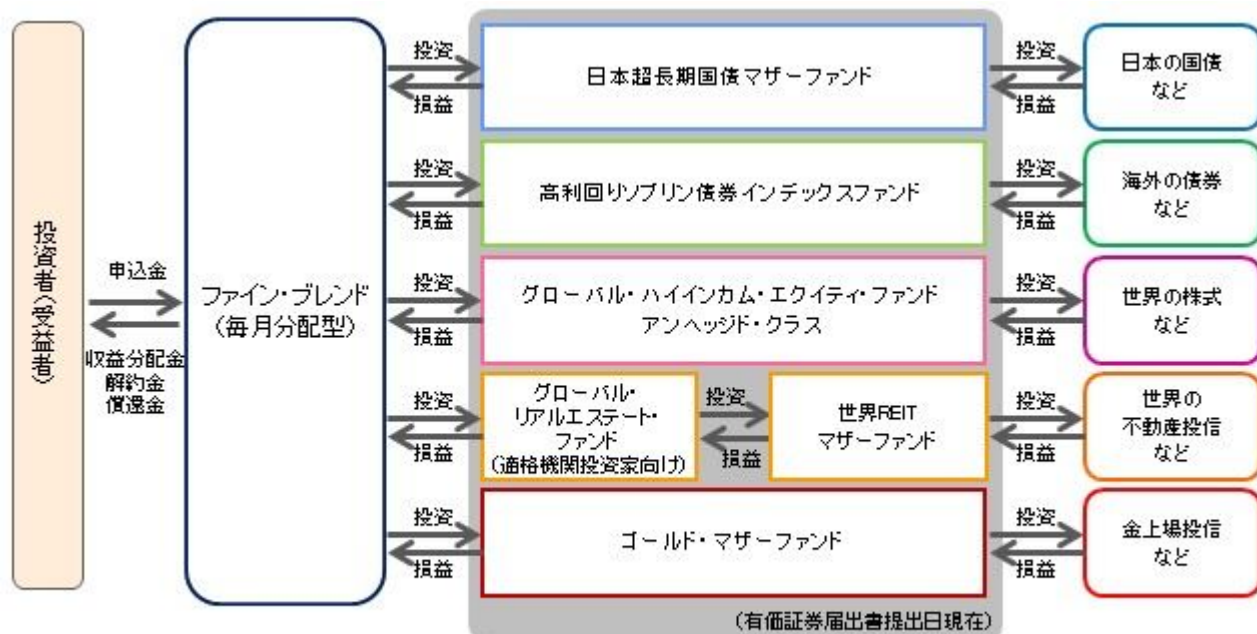 投資者(受益者)
申込金
収益分配金
解約金
償還金
ファイン・ブレンド
(毎月分配型)
投資
損益
日本超長期国債マザーファンド
投資
損益
日本の国債
など
投資
損益
高利回りソブリン債券インデックスファンド
投資
損益
海外の債券
など
投資
損益
グローバル・ハイインカム・エクイティ・ファンド
アンヘッジド・クラス
投資
損益
世界の株式
など
投資
損益
グローバル・
リアルエステート・
ファンド
(適格機関投資家向け)
投資
損益
世界REIT
マザーファンド
投資
損益
世界の
不動産投信
など
投資
損益
ゴールド・マザーファンド
投資
損益
金上場投信
など
(有価証券届出書提出日現在)